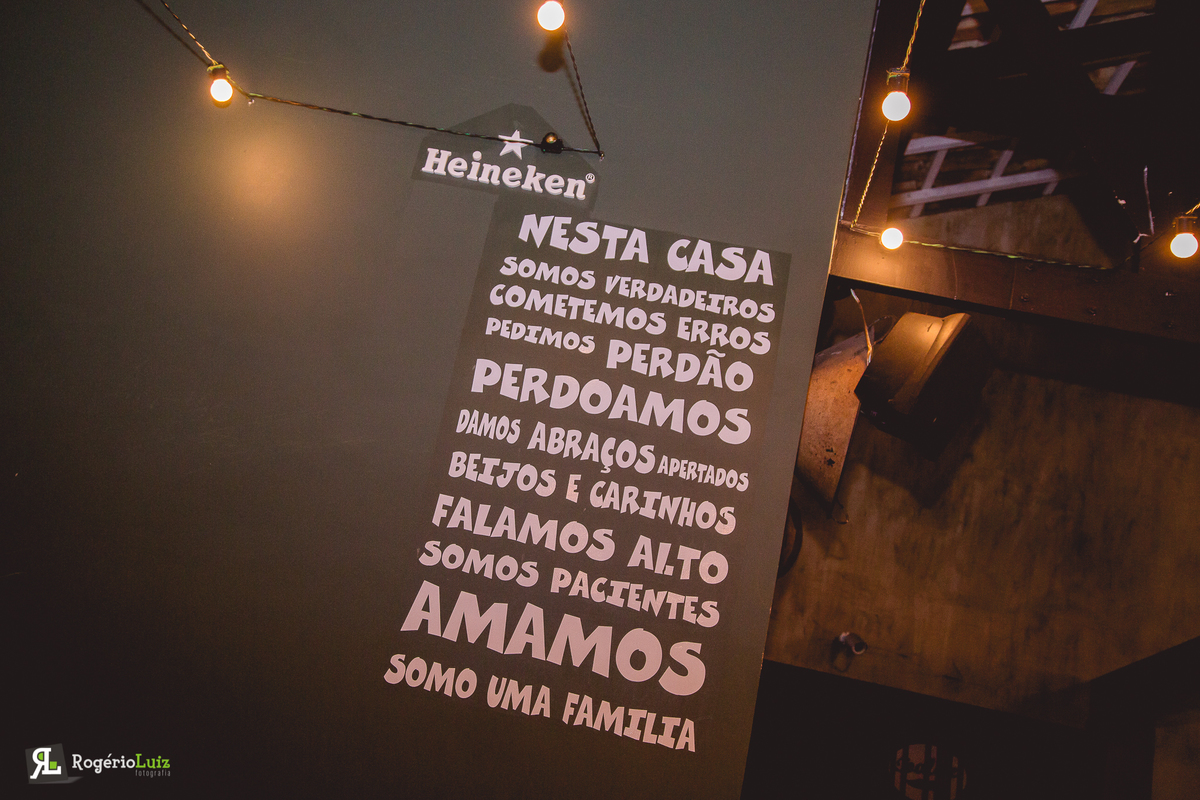 Heineken®
NESTA CASA
SOMOS VERDADEIROS
COMETEMOS ERROS
PEDIMOS PERDÃO
PERDOAMOS
DAMOS ABRAÇOS APERTADOS
BEIJOS E CARINHOS
FALAMOS ALTO
SOMOS PACIENTES
AMAMOS
SOMO UMA FAMILIA
RL RogérioLuiz
fotografia